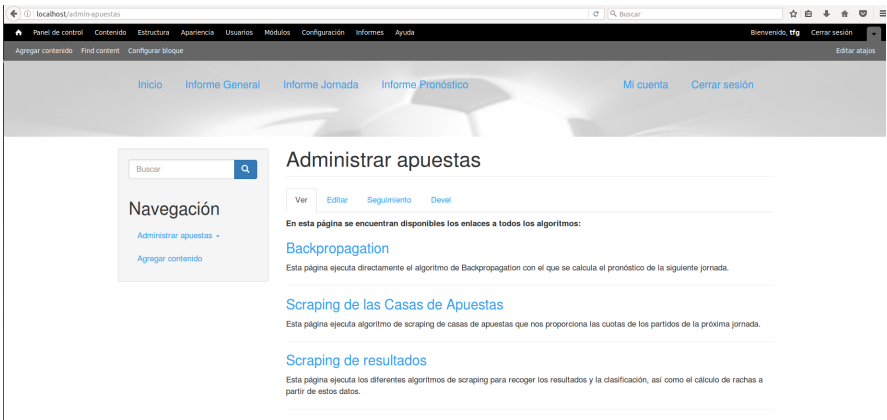 localhost/admin-apuestas
Buscar
Panel de control Contenido Estructura Apariencia Usuarios Módulos Configuración Informes Ayuda
Bienvenido, tfg Cerrar sesión
Agregar contenido Find content Configurar bloque
Editar atajos
Inicio Informe General Informe Jornada Informe Pronóstico
Mi cuenta Cerrar sesión
Buscar
Navegación
Administrar apuestas
Agregar contenido
Administrar apuestas
Ver Editar Seguimiento Devel
En esta página se encuentran disponibles los enlaces a todos los algoritmos:
Backpropagation
Esta página ejecuta directamente el algoritmo de Backpropagation con el que se calcula el pronóstico de la siguiente jornada.
Scraping de las Casas de Apuestas
Esta página ejecuta algoritmo de scraping de casas de apuestas que nos proporciona las cuotas de los partidos de la próxima jornada.
Scraping de resultados
Esta página ejecuta los diferentes algoritmos de scraping para recoger los resultados y la clasificación, así como el cálculo de rachas a
partir de estos datos.